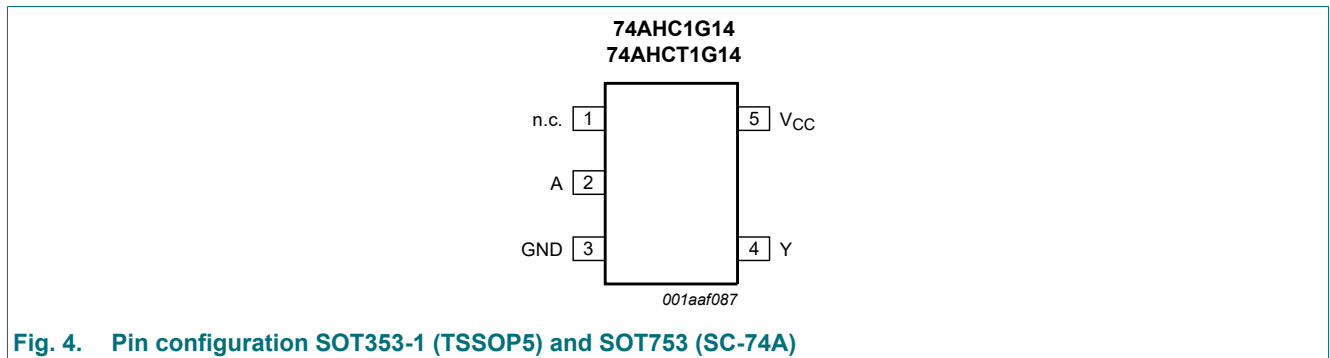 74AHC1G14
74AHCT1G14
n.c. 1
5 VCC
A 2
GND 3
4 Y
001aaf087
Fig. 4. Pin configuration SOT353-1 (TSSOP5) and SOT753 (SC-74A)